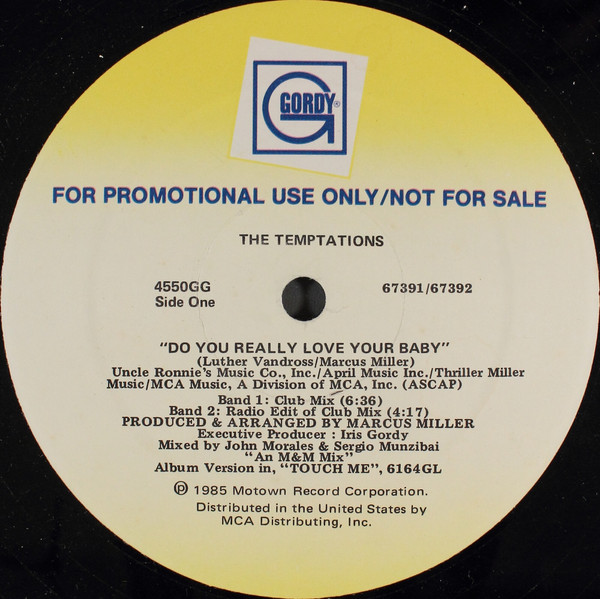 GORDY®
FOR PROMOTIONAL USE ONLY/NOT FOR SALE
THE TEMPTATIONS
4550GG
Side One
67391/67392
"DO YOU REALLY LOVE YOUR BABY"
(Luther Vandross/Marcus Miller)
Uncle Ronnie's Music Co., Inc./April Music Inc./Thriller Miller
Music/MCA Music, A Division of MCA, Inc. (ASCAP)
Band 1: Club Mix (6:36)
Band 2: Radio Edit of Club Mix (4:17)
PRODUCED & ARRANGED BY MARCUS MILLER
Executive Producer : Iris Gordy
Mixed by John Morales & Sergio Munzibai
"An M&M Mix"
Album Version in, "TOUCH ME", 6164GL
℗ 1985 Motown Record Corporation.
Distributed in the United States by
MCA Distributing, Inc.